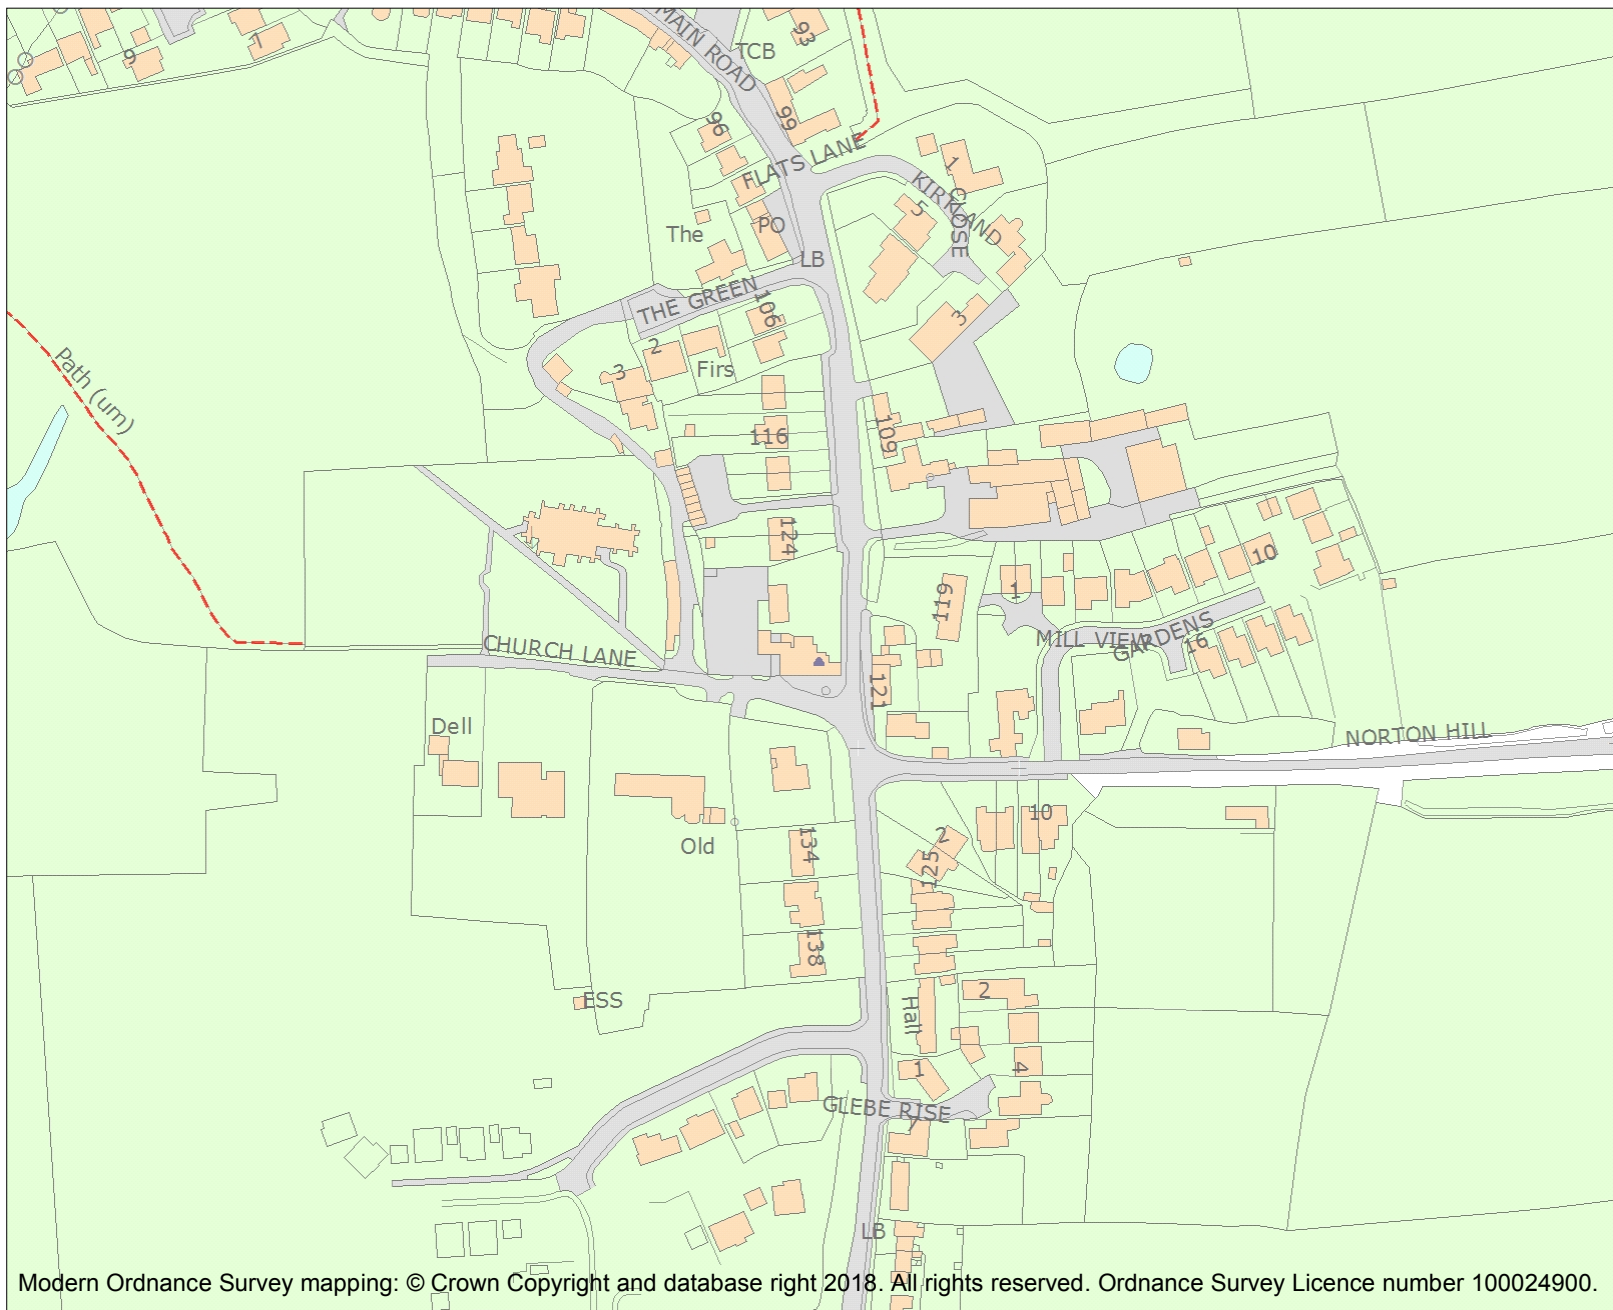 9
1
MAIN ROAD
TCB
93
99
96
FLATS LANE
1
KIRKLAND
CLOSE
5
PO
The
LB
THE GREEN
106
3
2
3
Firs
Path (um)
109
116
124
10
1
119
MILL VIEW
GARDENS
16
CHURCH LANE
121
Dell
NORTON HILL
10
2
134
Old
125
138
2
ESS
Hall
1
4
GLEBE RISE
7
LB
Modern Ordnance Survey mapping: © Crown Copyright and database right 2018. All rights reserved. Ordnance Survey Licence number 100024900.